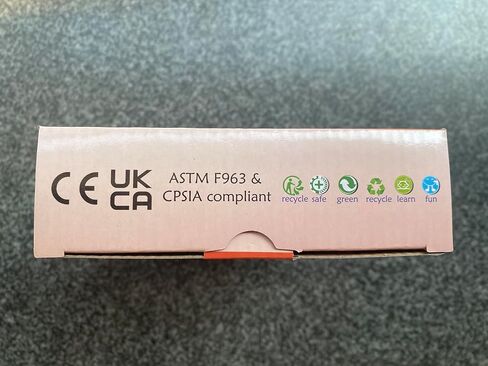 CE UK CA
ASTM F963 &
CPSIA compliant
recycle safe green recycle learn fun